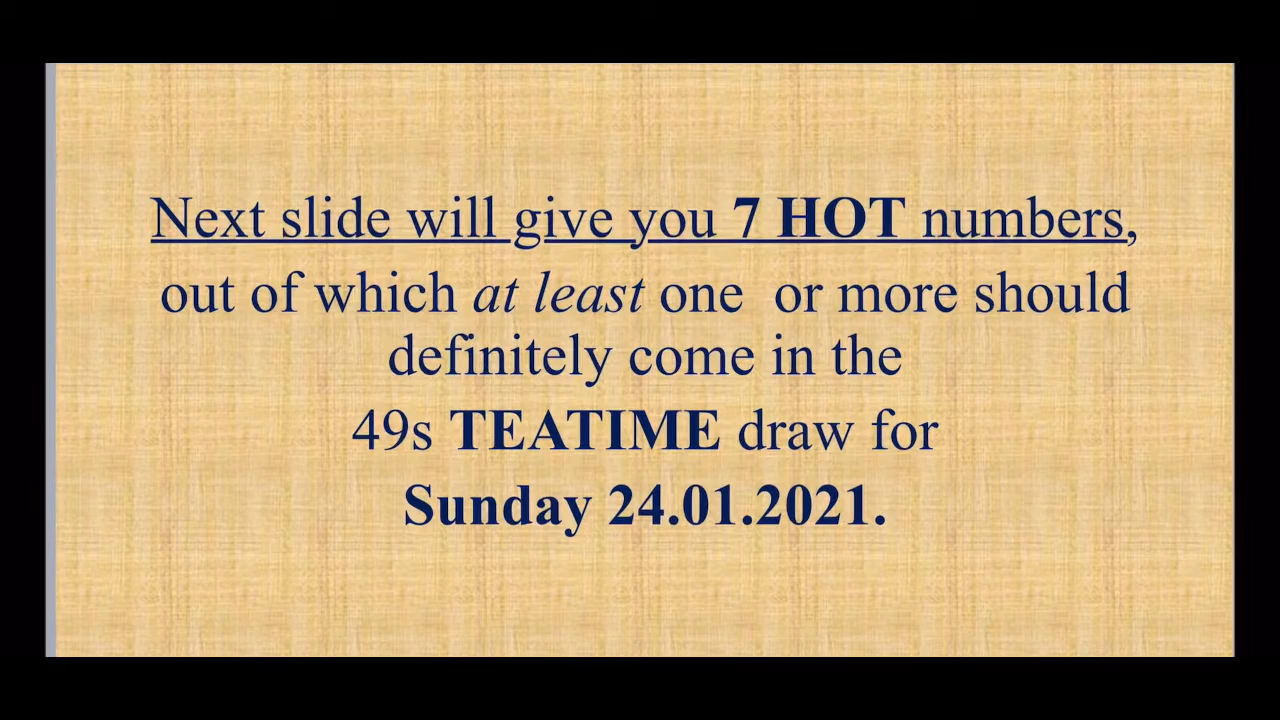 Next slide will give you 7 HOT numbers,
out of which at least one or more should
definitely come in the
49s TEATIME draw for
Sunday 24.01.2021.